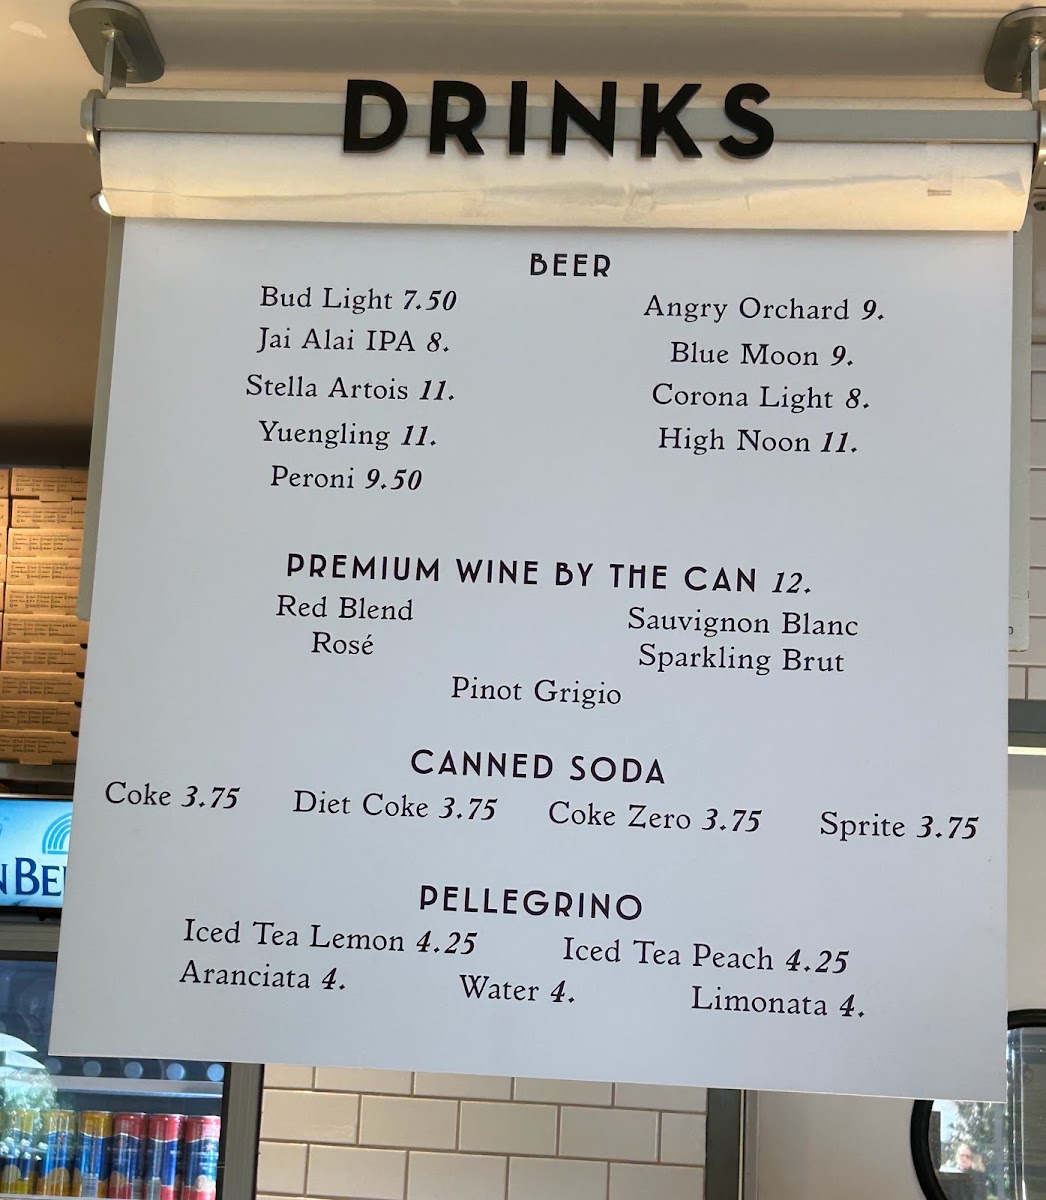 DRINKS
BEER
Bud Light 7.50
Jai Alai IPA 8.
Stella Artois 11.
Yuengling 11.
Peroni 9.50
Angry Orchard 9.
Blue Moon 9.
Corona Light 8.
High Noon 11.
PREMIUM WINE BY THE CAN 12.
Red Blend
Rosé
Sauvignon Blanc
Sparkling Brut
Pinot Grigio
CANNED SODA
Coke 3.75 Diet Coke 3.75 Coke Zero 3.75 Sprite 3.75
PELLEGRINO
Iced Tea Lemon 4.25 Iced Tea Peach 4.25
Aranciata 4. Water 4. Limonata 4.